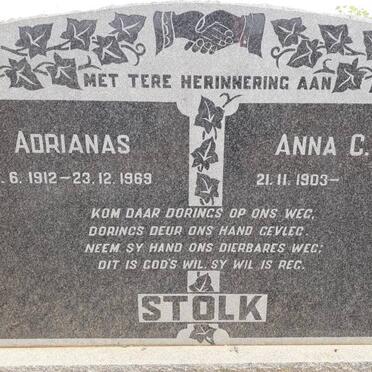 MET TERE HERINNERING AAN
ADRIANAS ANNA C.
. 6. 1912–23. 12. 1969 21. 11. 1903–
KOM DAAR DORINGS OP ONS WEG,
DORINGS DEUR ONS HAND GEVLEG.
NEEM SY HAND ONS DIERBARES WEG;
DIT IS GOD'S WIL, SY WIL IS REG.
STOLK